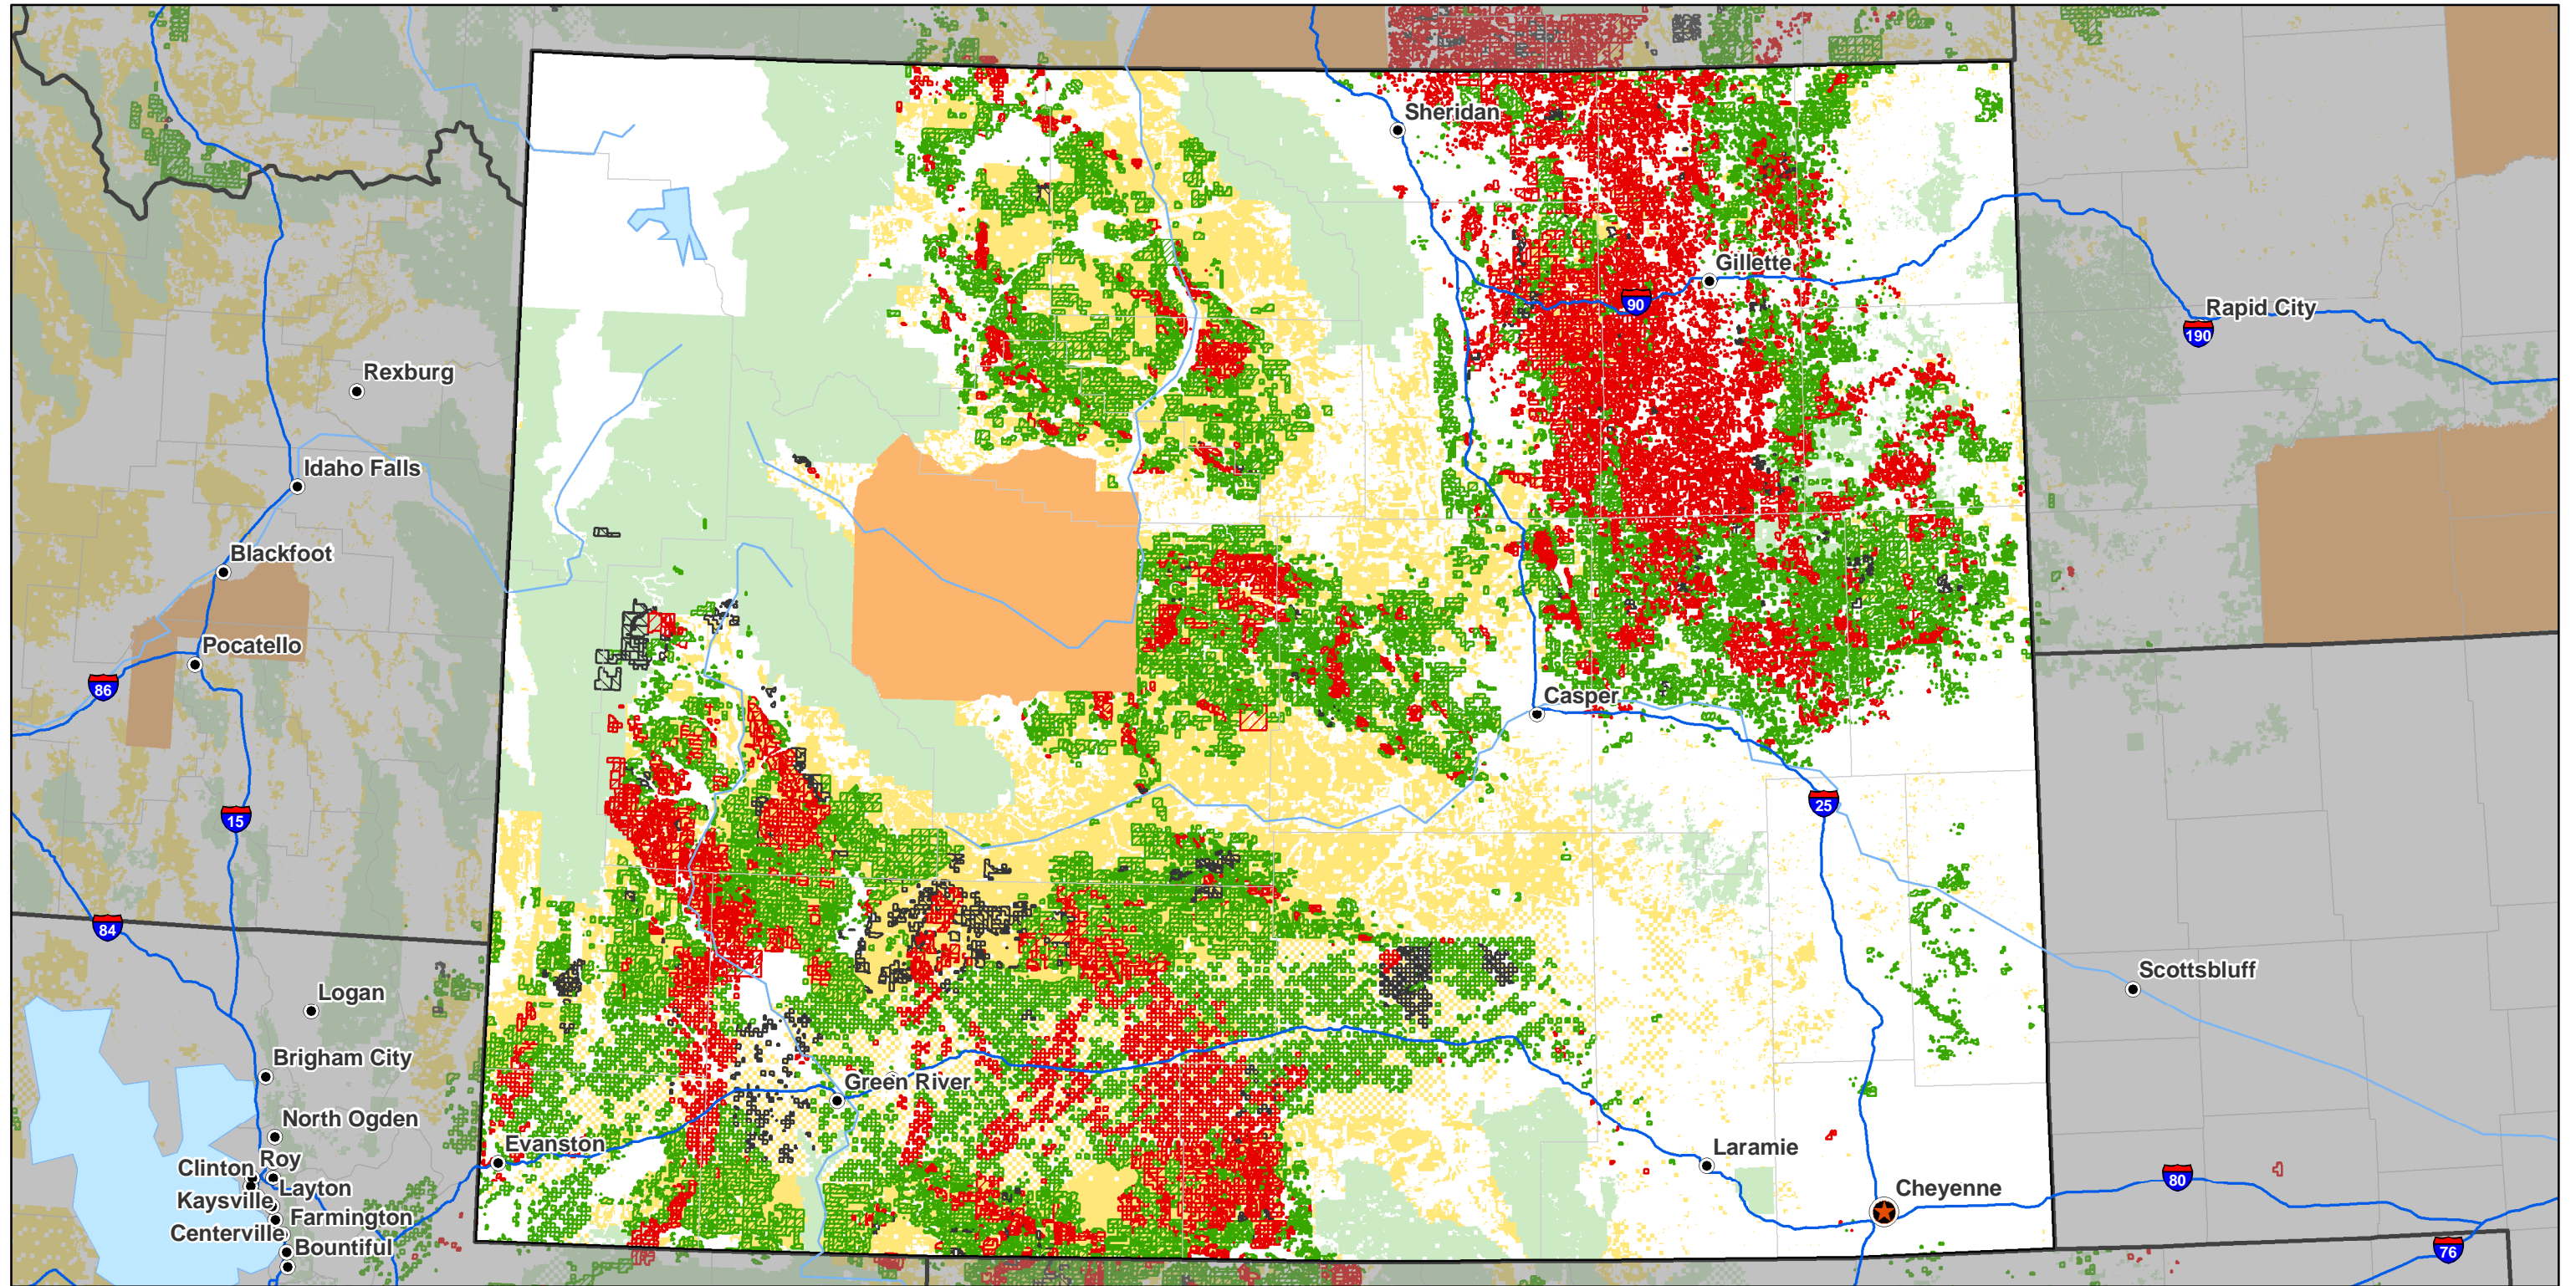 Sheridan
Gillette
90
Rapid City
190
Rexburg
Idaho Falls
Blackfoot
Pocatello
86
Casper
15
25
84
Scottsbluff
Logan
Brigham City
Green River
North Ogden
Evanston
Laramie
Clinton
Roy
80
Layton
Cheyenne
Kaysville
Farmington
Centerville
Bountiful
76